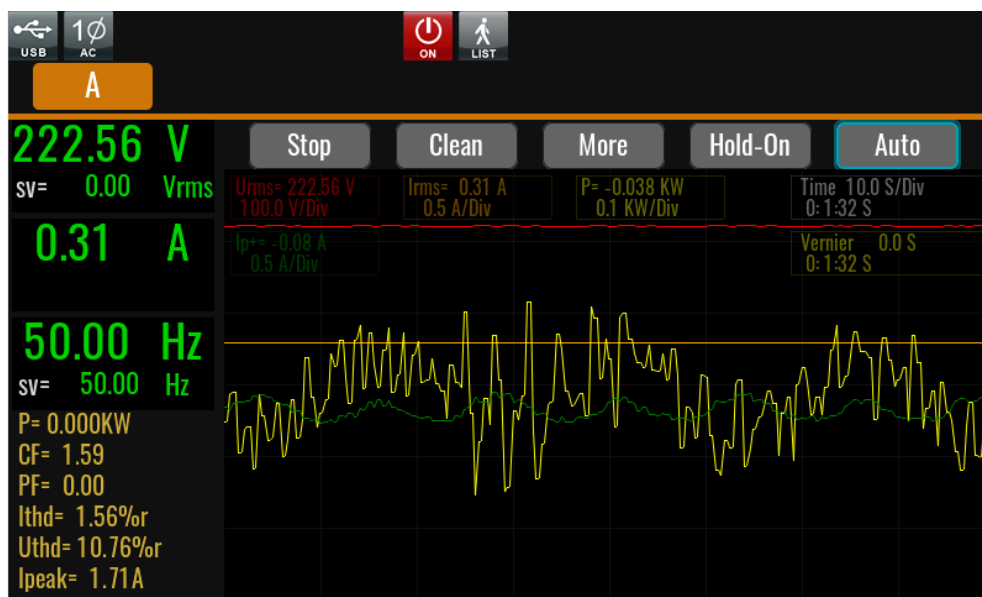 USB
1Ø
AC
ON
LIST
A
222.56 V
sv= 0.00 Vrms
0.31 A
50.00 Hz
sv= 50.00 Hz
P= 0.000KW
CF= 1.59
PF= 0.00
Ithd= 1.56%r
Uthd= 10.76%r
Ipeak= 1.71A
Stop
Clean
More
Hold-On
Auto
Urms= 222.56 V
100.0 V/Div
Irms= 0.31 A
0.5 A/Div
P= -0.038 KW
0.1 KW/Div
Time 10.0 S/Div
0: 1:32 S
Ip+= -0.08 A
0.5 A/Div
Vernier 0.0 S
0: 1:32 S